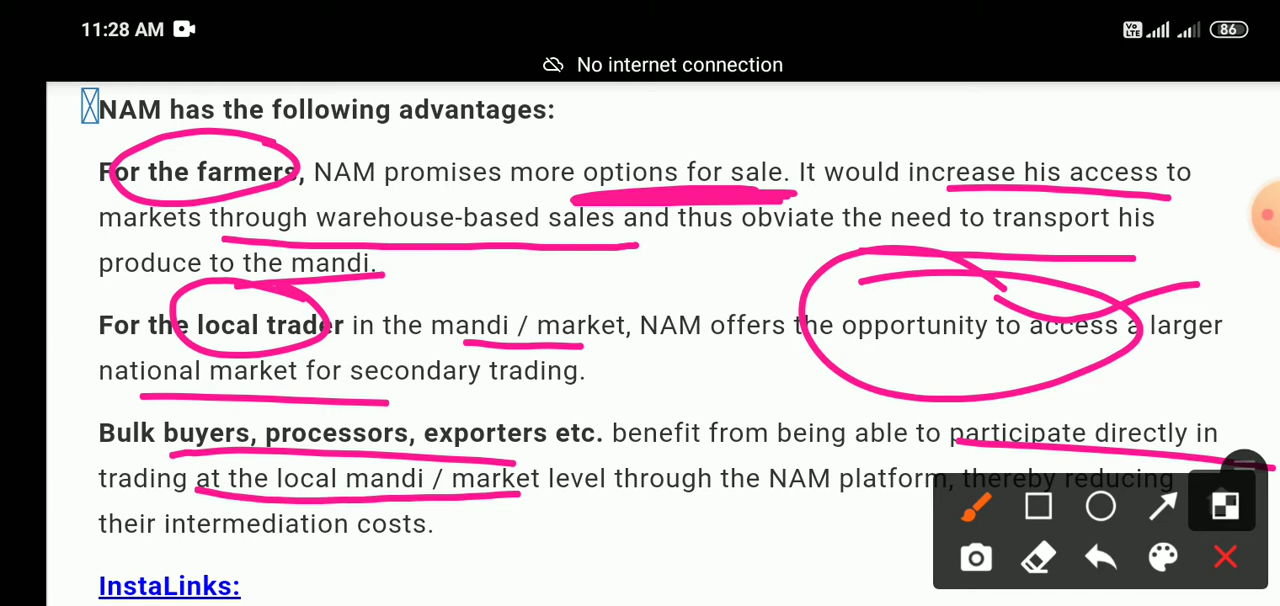 11:28 AM
Vo LTE
86
No internet connection
NAM has the following advantages:
For the farmers, NAM promises more options for sale. It would increase his access to
markets through warehouse-based sales and thus obviate the need to transport his
produce to the mandi.
For the local trader in the mandi / market, NAM offers the opportunity to access a larger
national market for secondary trading.
Bulk buyers, processors, exporters etc. benefit from being able to participate directly in
trading at the local mandi / market level through the NAM platform, thereby reducing
their intermediation costs.
InstaLinks: